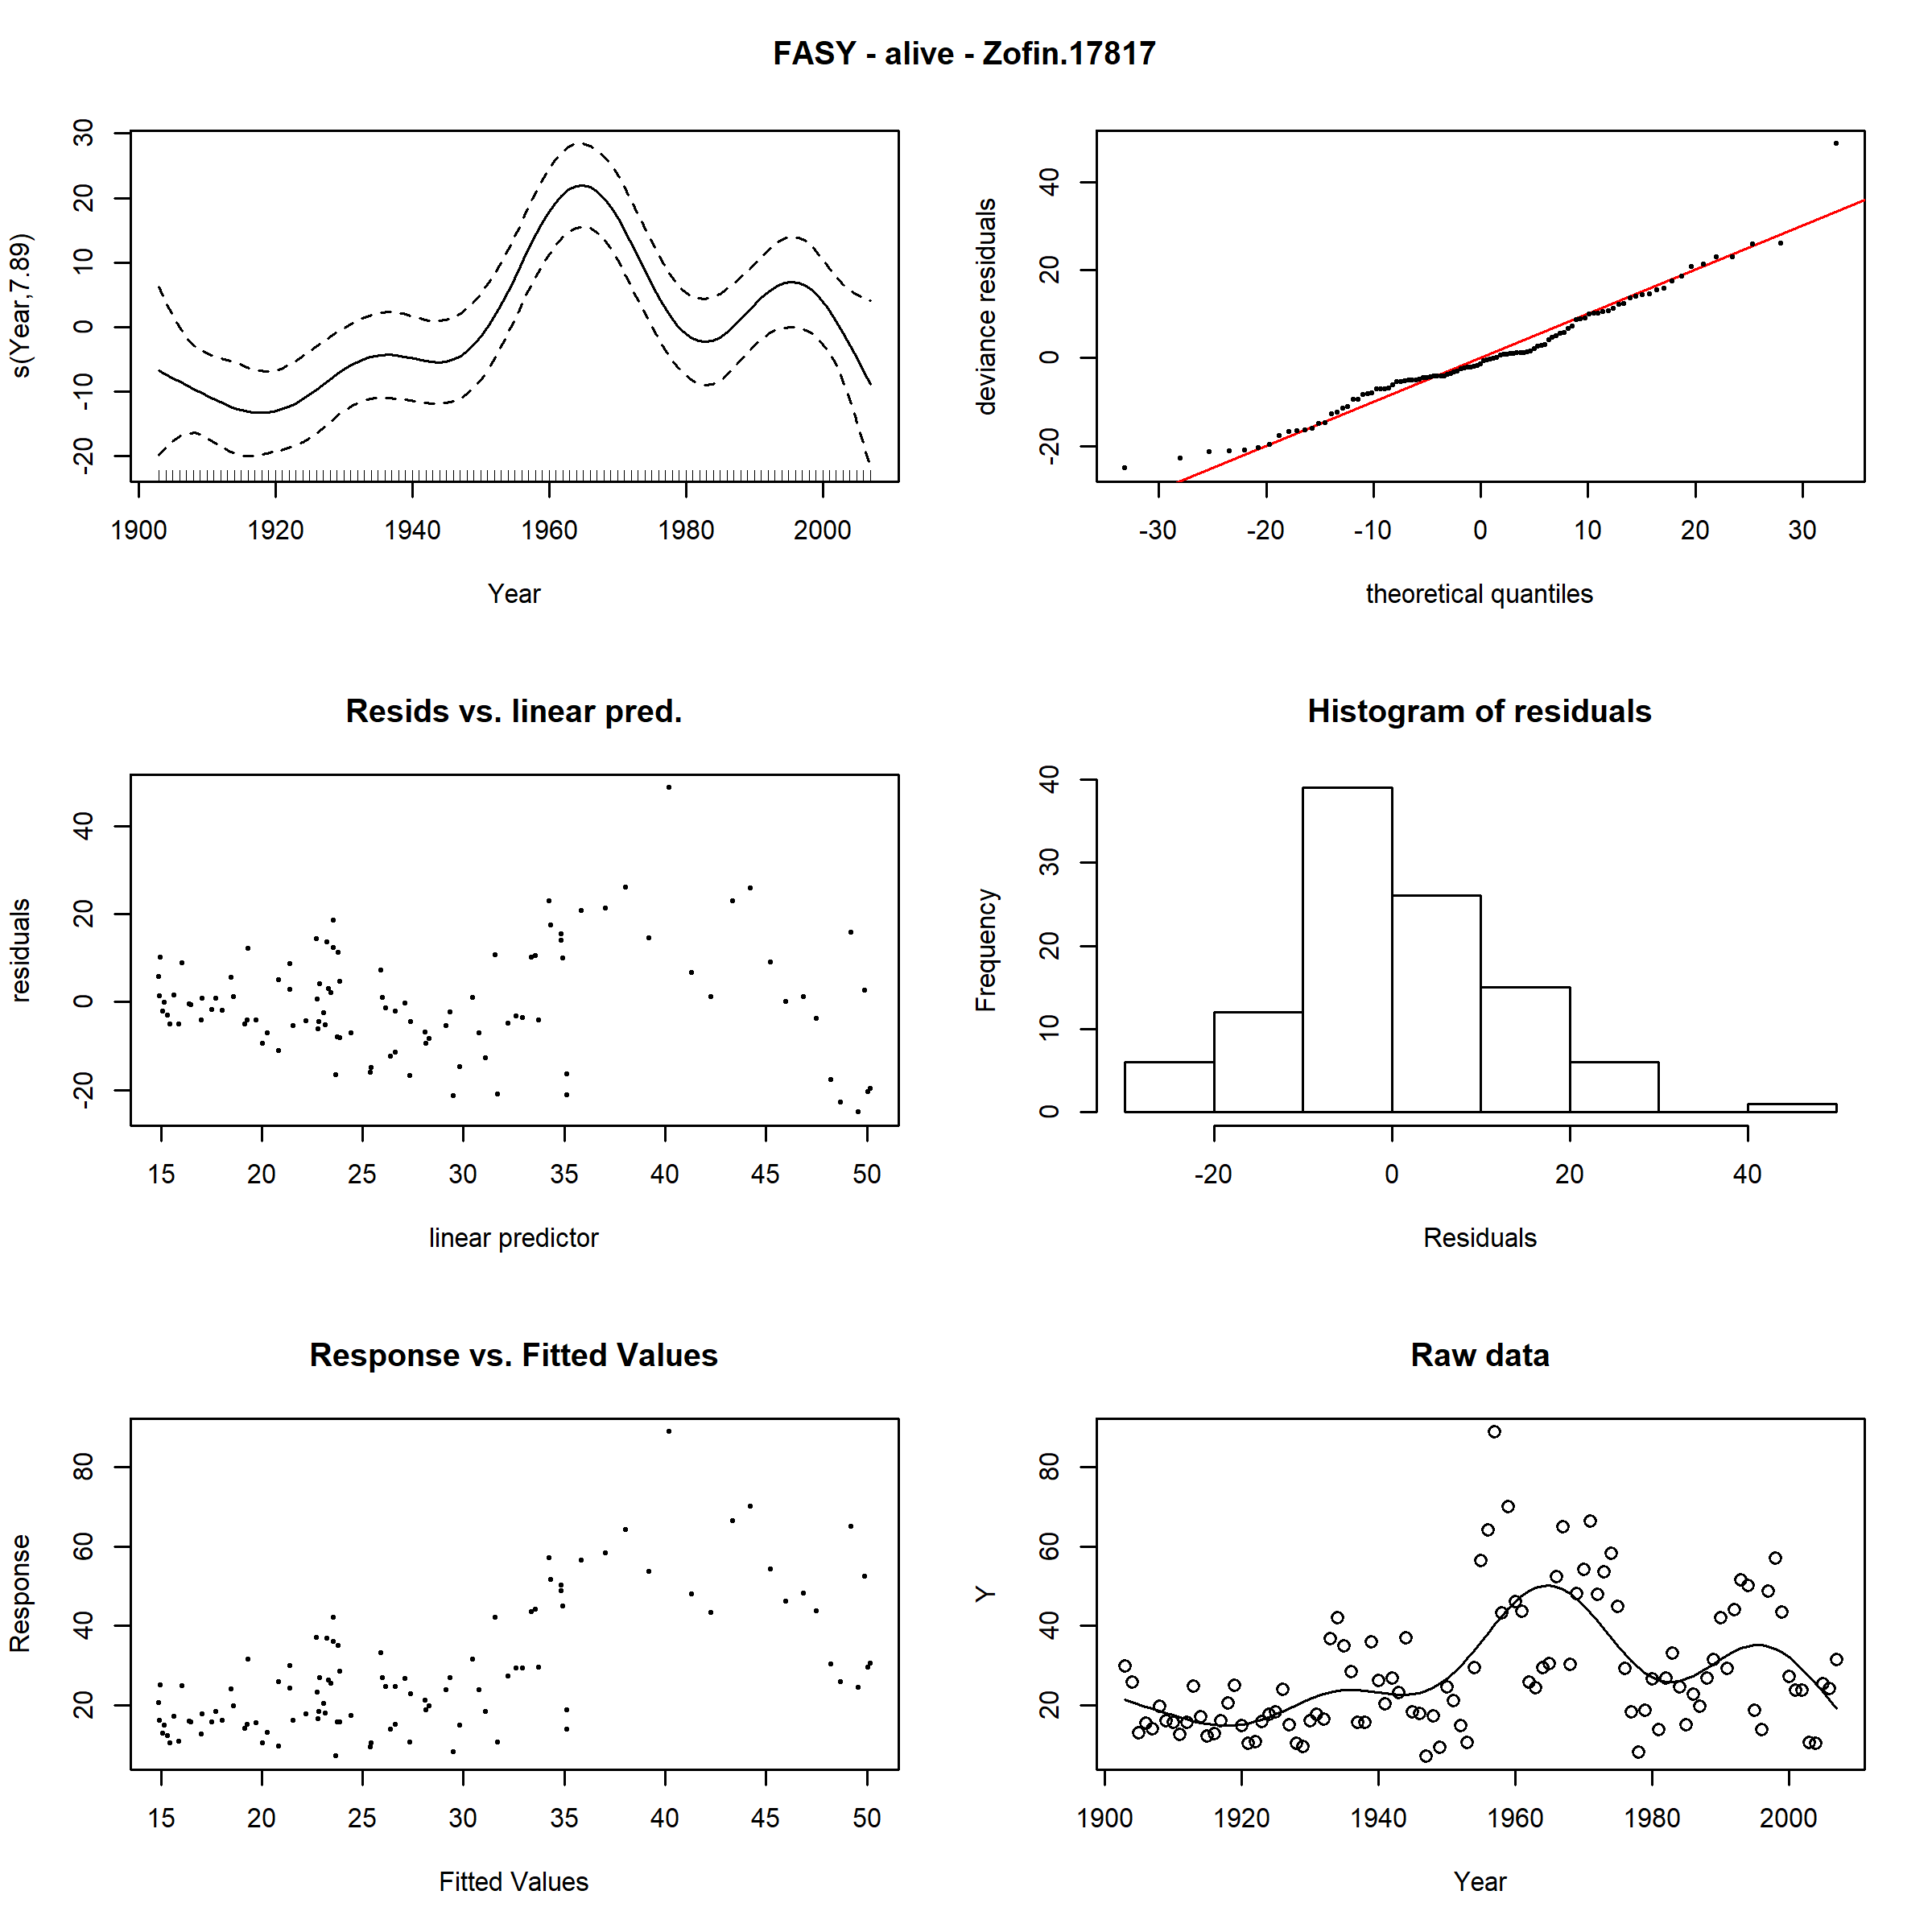 FASY - alive - Zofin.17817
s(Year,7.89)
-20 -10 0 10 20 30
1900 1920 1940 1960 1980 2000
Year
deviance residuals
-20 0 20 40
-30 -20 -10 0 10 20 30
theoretical quantiles
Resids vs. linear pred.
residuals
-20 0 20 40
15 20 25 30 35 40 45 50
linear predictor
Histogram of residuals
Frequency
0 10 20 30 40
-20 0 20 40
Residuals
Response vs. Fitted Values
Response
20 40 60 80
15 20 25 30 35 40 45 50
Fitted Values
Raw data
Y
20 40 60 80
1900 1920 1940 1960 1980 2000
Year